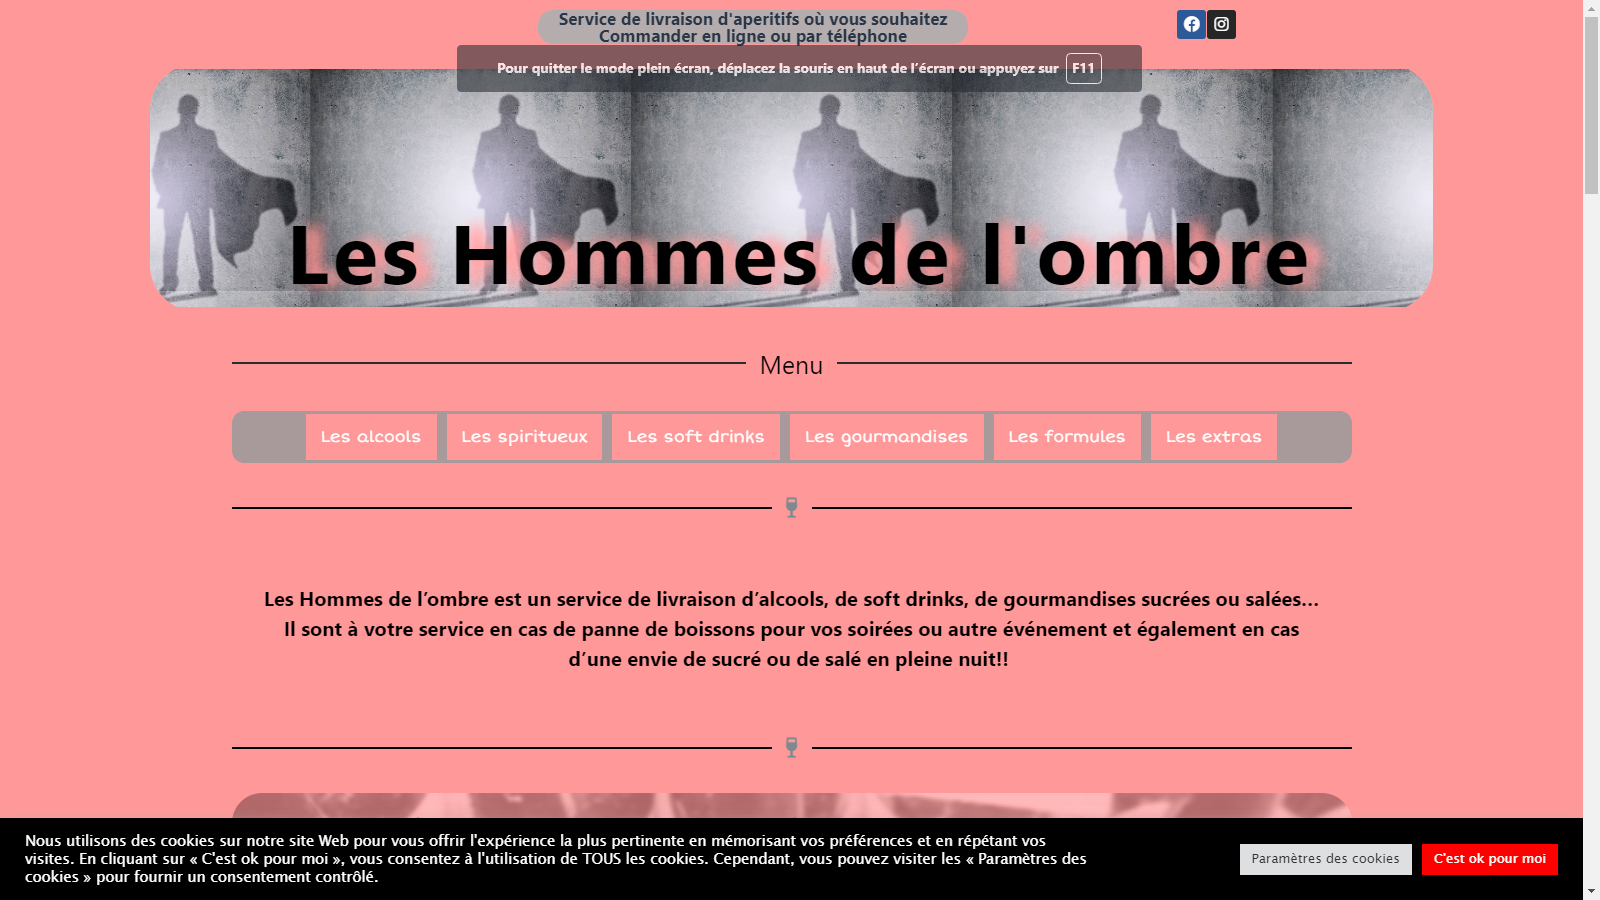 Service de livraison d'aperitifs où vous souhaitez
Commander en ligne ou par téléphone
Pour quitter le mode plein écran, déplacez la souris en haut de l’écran ou appuyez sur F11
Les Hommes de l'ombre
Menu
Les alcools
Les spiritueux
Les soft drinks
Les gourmandises
Les formules
Les extras
Les Hommes de l’ombre est un service de livraison d’alcools, de soft drinks, de gourmandises sucrées ou salées…
Il sont à votre service en cas de panne de boissons pour vos soirées ou autre événement et également en cas
d’une envie de sucré ou de salé en pleine nuit!!
Nous utilisons des cookies sur notre site Web pour vous offrir l'expérience la plus pertinente en mémorisant vos préférences et en répétant vos
visites. En cliquant sur « C'est ok pour moi », vous consentez à l'utilisation de TOUS les cookies. Cependant, vous pouvez visiter les « Paramètres des
cookies » pour fournir un consentement contrôlé.
Paramètres des cookies
C'est ok pour moi